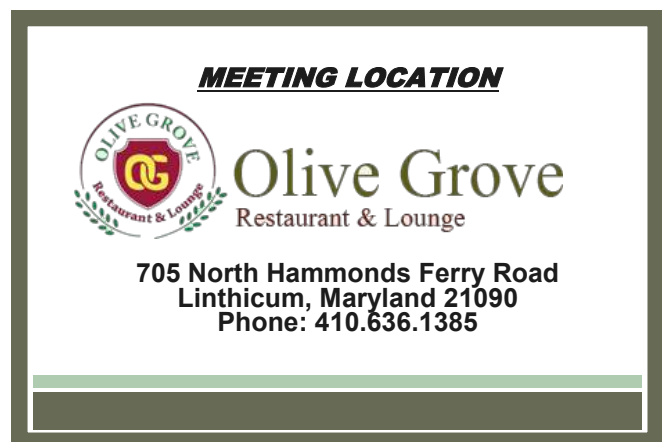 MEETING LOCATION
OLIVE GROVE
OG
Restaurant & Lounge
Olive Grove
Restaurant & Lounge
705 North Hammonds Ferry Road
Linthicum, Maryland 21090
Phone: 410.636.1385